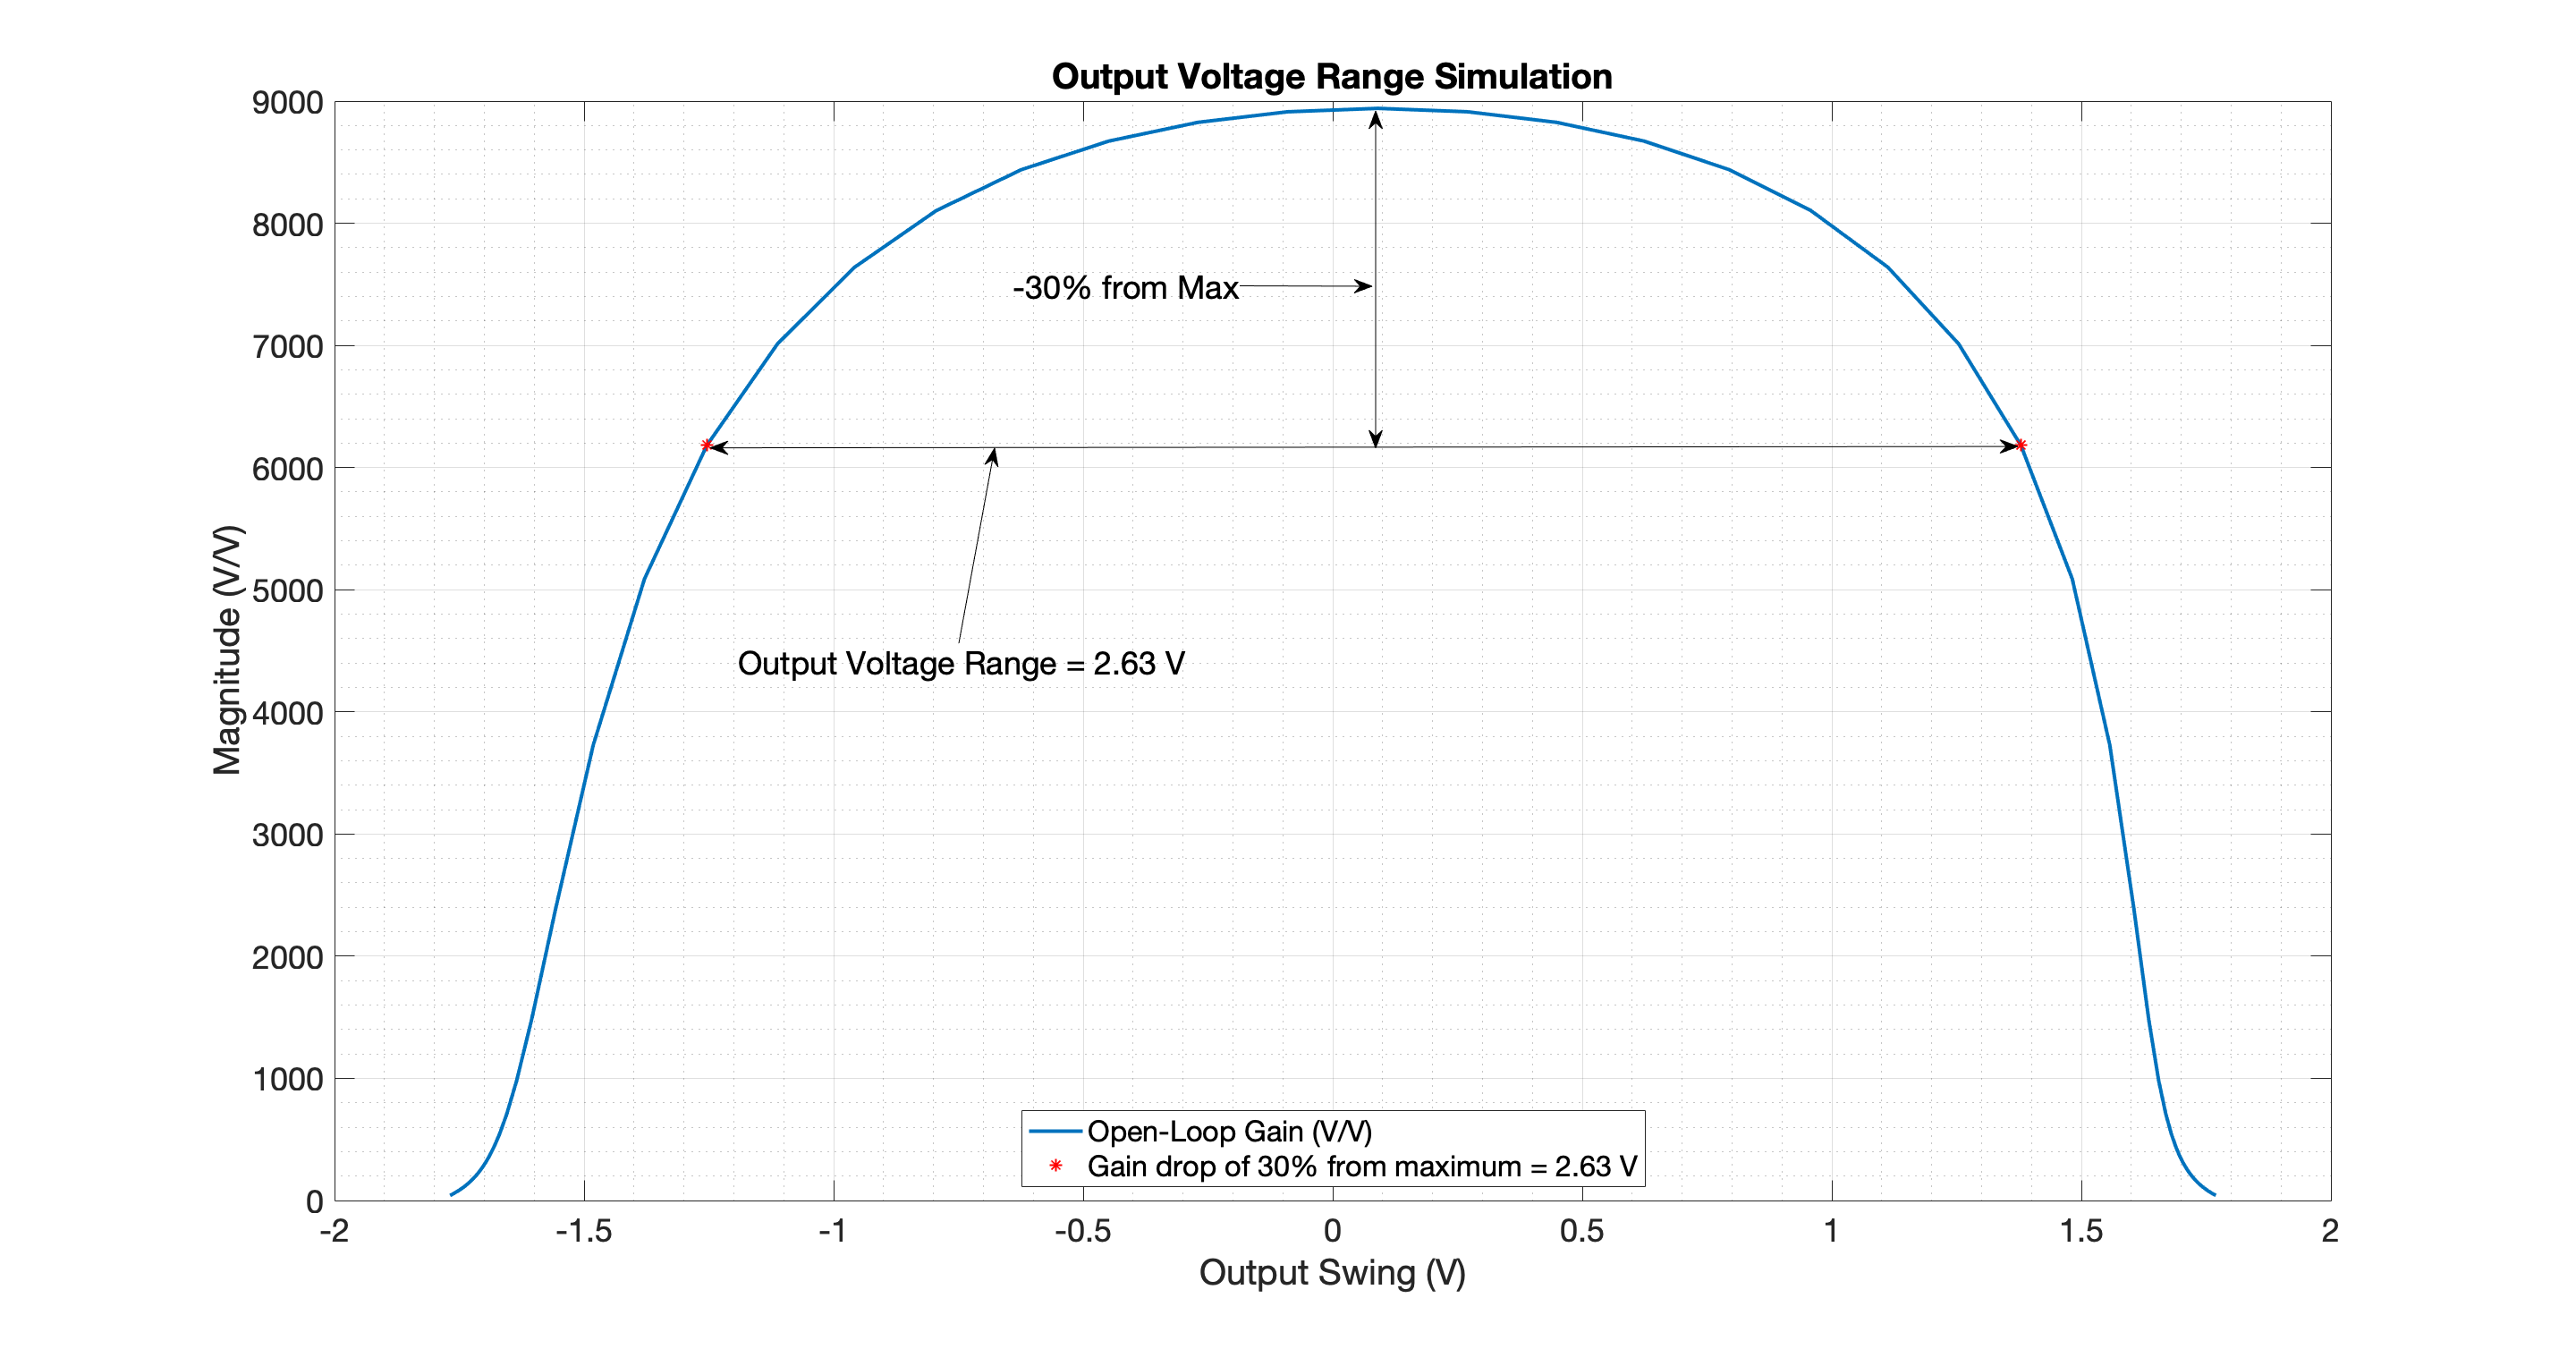 Output Voltage Range Simulation
9000
8000
7000
6000
5000
4000
3000
2000
1000
0
Magnitude (V/V)
-30% from Max
Output Voltage Range = 2.63 V
Open-Loop Gain (V/V)
Gain drop of 30% from maximum = 2.63 V
-2 -1.5 -1 -0.5 0 0.5 1 1.5 2
Output Swing (V)